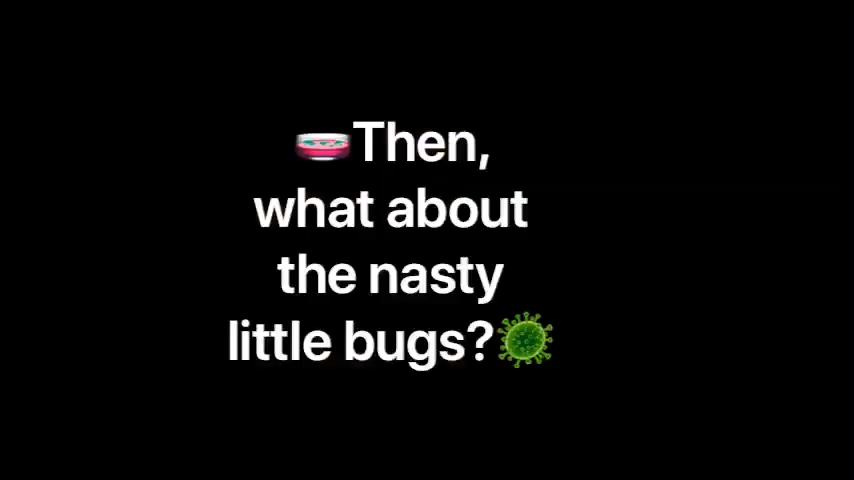 🧫Then,
what about
the nasty
little bugs?🦠